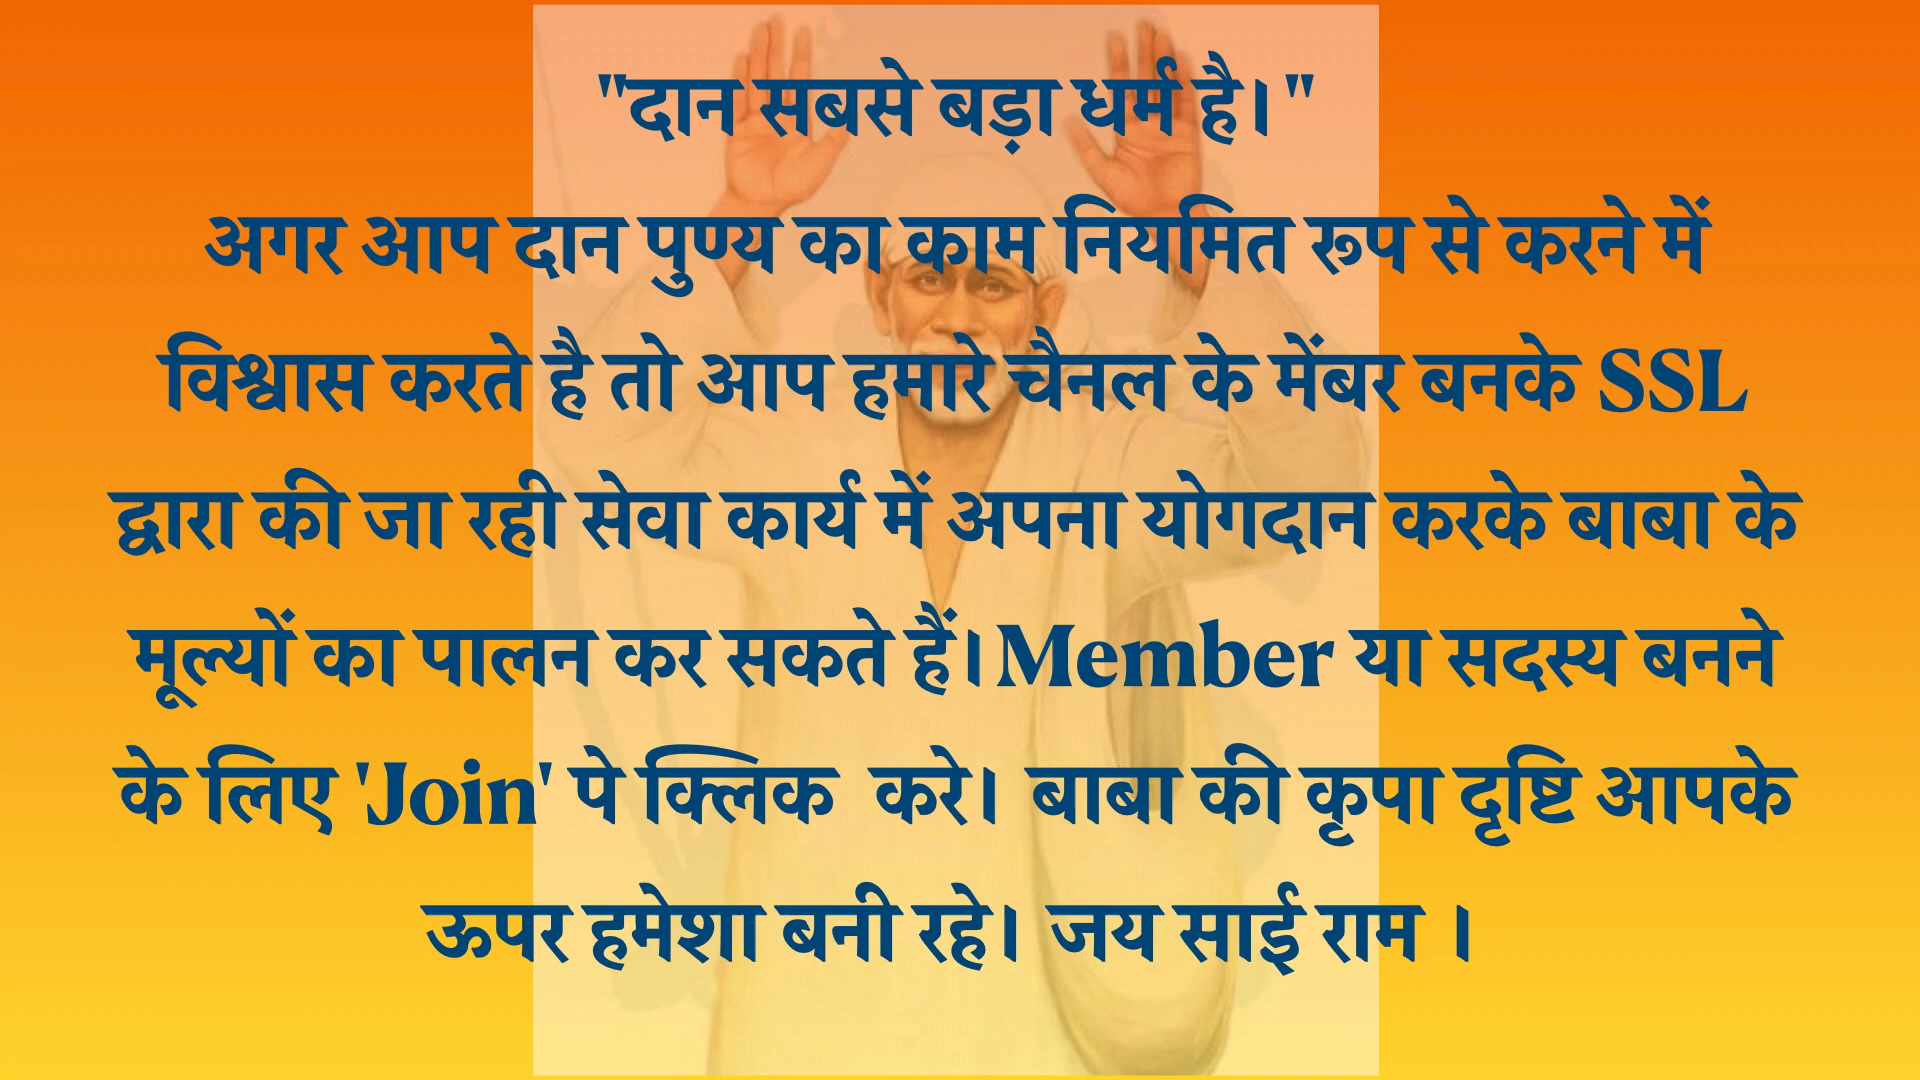 "दान सबसे बड़ा धर्म है।"
अगर आप दान पुण्य का काम नियमित रूप से करने में
विश्वास करते है तो आप हमारे चैनल के मेंबर बनके SSL
द्वारा की जा रही सेवा कार्य में अपना योगदान करके बाबा के
मूल्यों का पालन कर सकते हैं। Member या सदस्य बनने
के लिए 'Join' पे क्लिक करे। बाबा की कृपा दृष्टि आपके
ऊपर हमेशा बनी रहे। जय साई राम ।